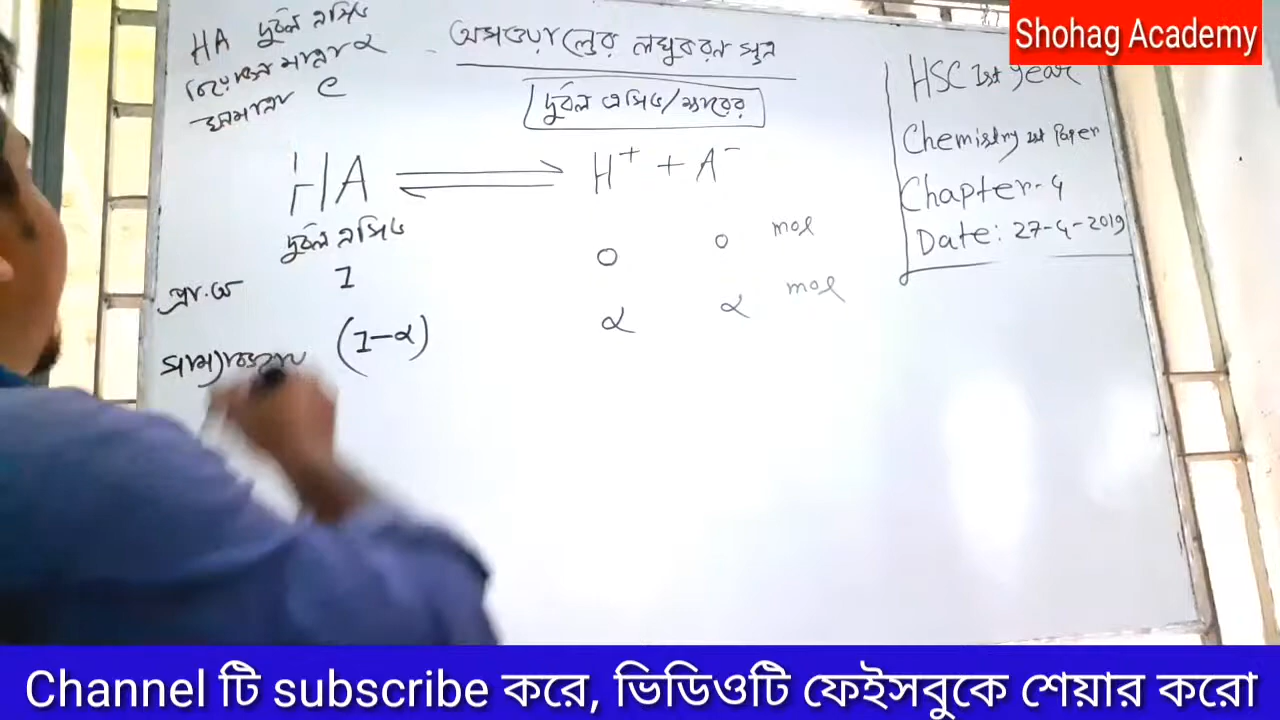 HA দুর্বল এসিড
বিয়োজন মাত্রা α
ঘনমাত্রা C
অসওয়াল্ডের লঘুকরণ সূত্র
দুর্বল এসিড/ক্ষারের
Shohag Academy
HSC 1st year
Chemistry 1st Paper
Chapter-4
Date: 27-4-2019
HA ⇌ H⁺ + A⁻
দুর্বল এসিড
প্রা.অ 1 0 0 mol
সাম্যাবস্থায় (1-α) α α mol
Channel টি subscribe করে, ভিডিওটি ফেইসবুকে শেয়ার করো